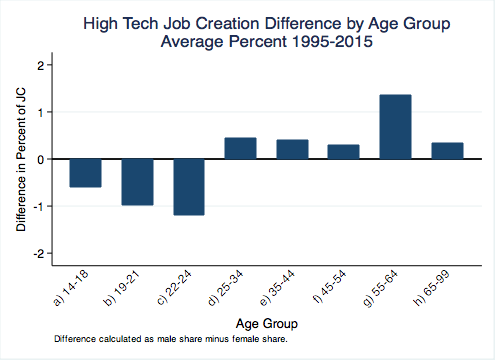 High Tech Job Creation Difference by Age Group
Average Percent 1995-2015
Difference in Percent of JC
2
1
0
-1
-2
a) 14-18
b) 19-21
c) 22-24
d) 25-34
e) 35-44
f) 45-54
g) 55-64
h) 65-99
Age Group
Difference calculated as male share minus female share.